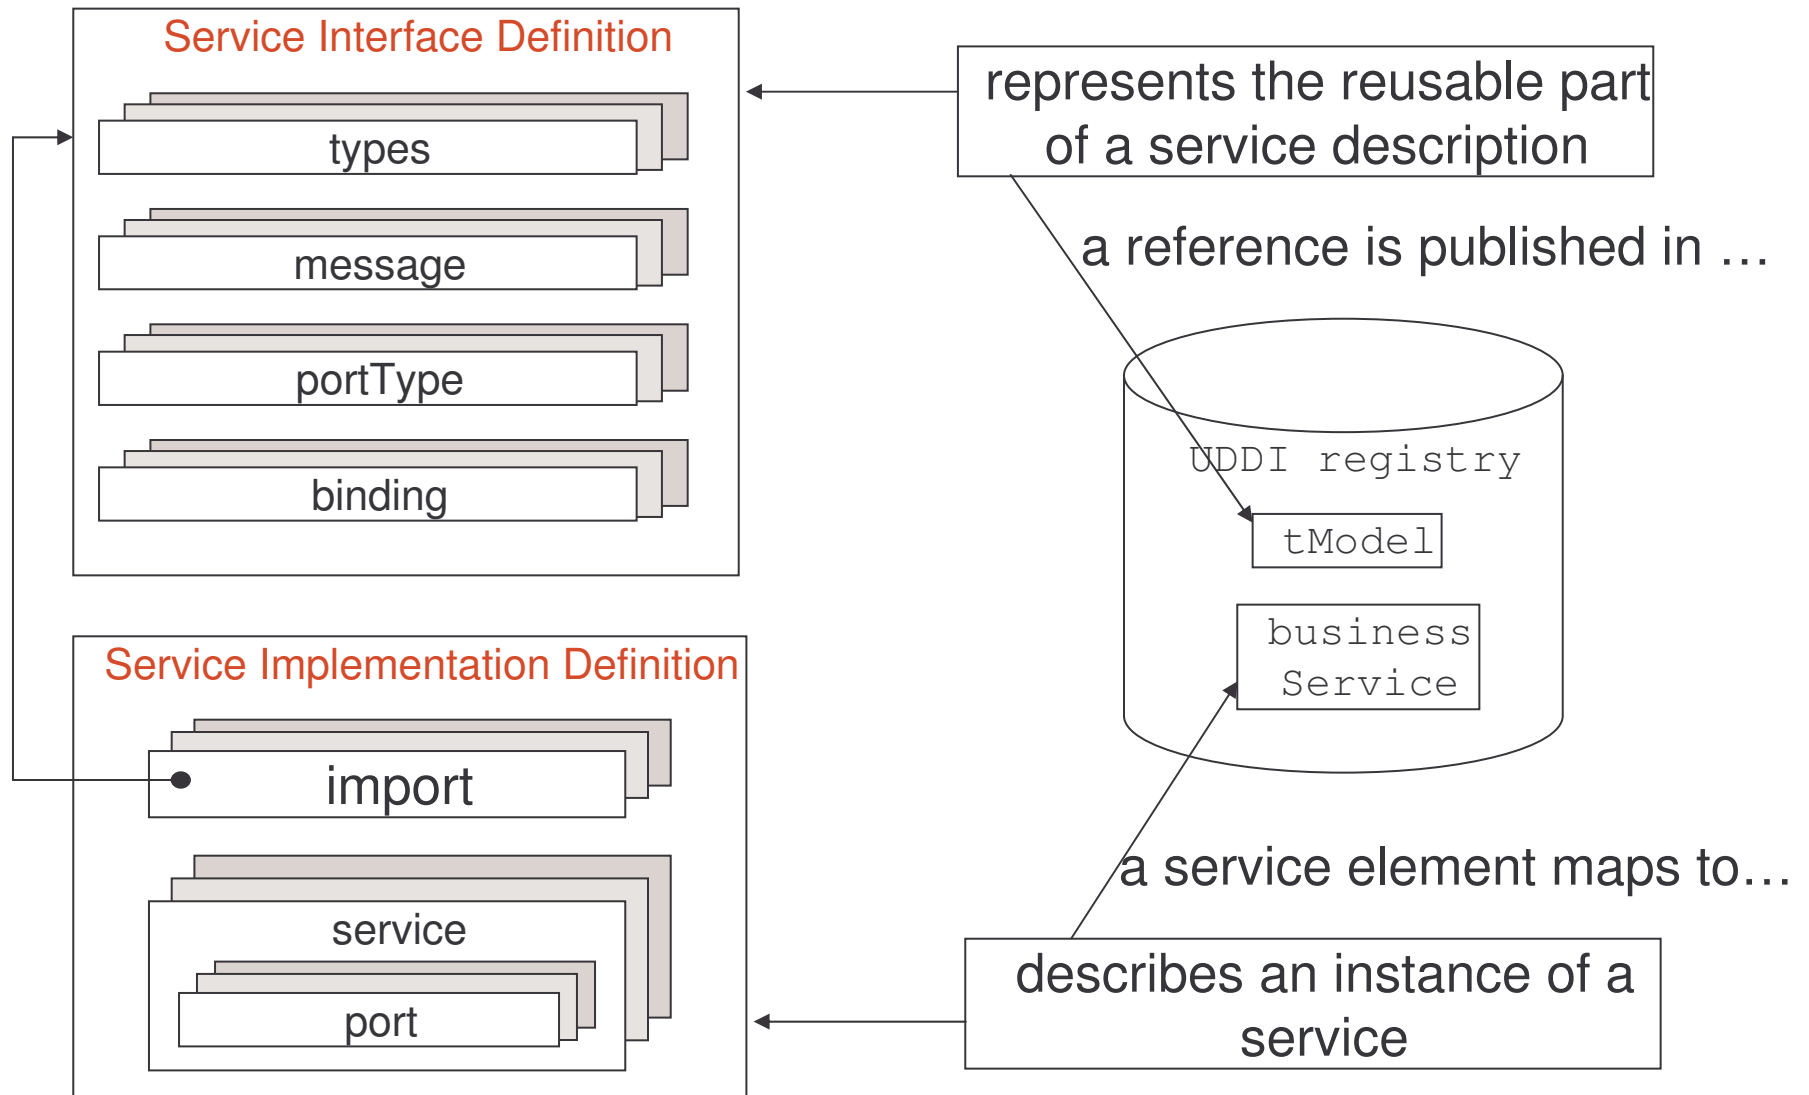 Service Interface Definition
types
message
portType
binding
Service Implementation Definition
import
service
port
represents the reusable part
of a service description
a reference is published in …
UDDI registry
tModel
business
Service
a service element maps to…
describes an instance of a
service